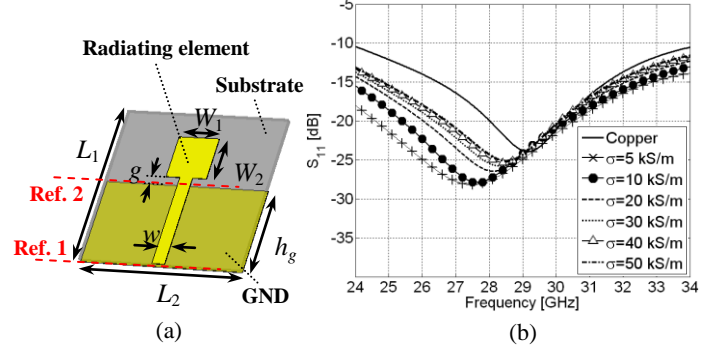 (a)
Radiating element
Substrate
W1
L1
W2
g
Ref. 2
w
hg
Ref. 1
L2
GND
(a)
-5
-10
-15
-20
-25
-30
-35
S11 [dB]
Copper
σ=5 kS/m
σ=10 kS/m
σ=20 kS/m
σ=30 kS/m
σ=40 kS/m
σ=50 kS/m
24 25 26 27 28 29 30 31 32 33 34
Frequency [GHz]
(b)